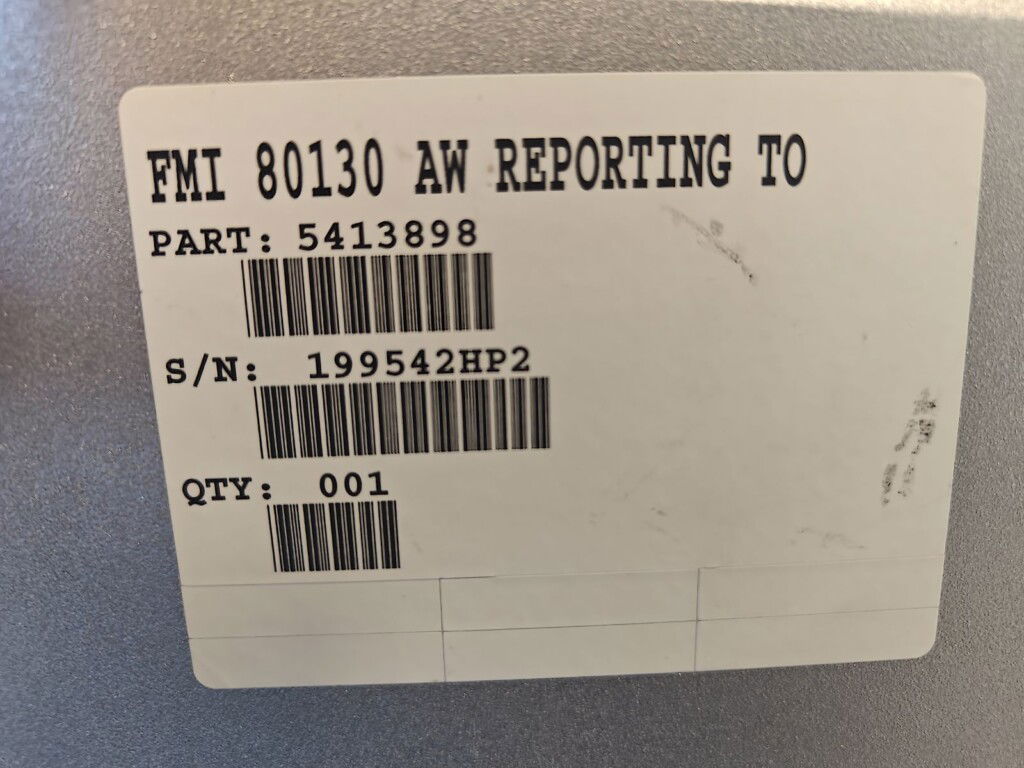 FMI 80130 AW REPORTING TO
PART: 5413898
S/N: 199542HP2
QTY: 001